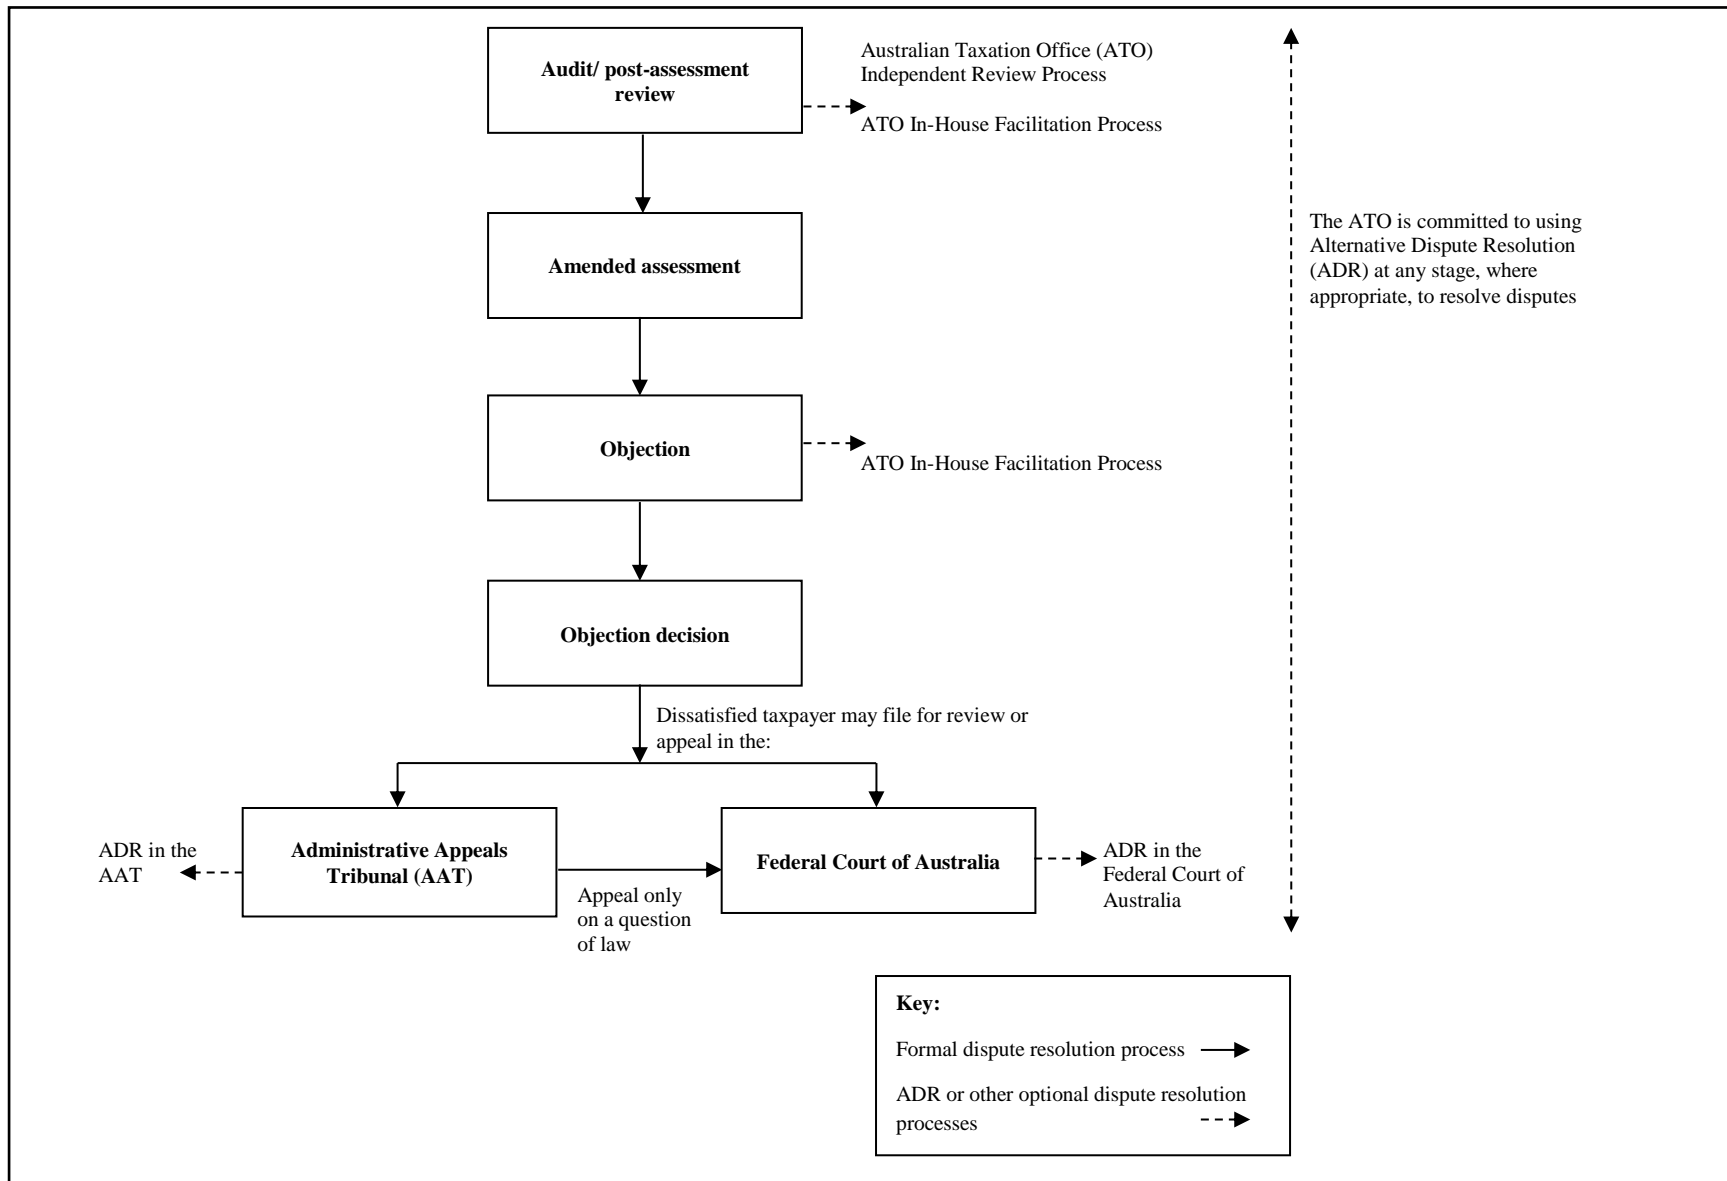 Audit/ post-assessment
review
Australian Taxation Office (ATO)
Independent Review Process
ATO In-House Facilitation Process
Amended assessment
The ATO is committed to using
Alternative Dispute Resolution
(ADR) at any stage, where
appropriate, to resolve disputes
Objection
ATO In-House Facilitation Process
Objection decision
Dissatisfied taxpayer may file for review or
appeal in the:
ADR in the
AAT
Administrative Appeals
Tribunal (AAT)
Appeal only
on a question
of law
Federal Court of Australia
ADR in the
Federal Court of
Australia
Key:
Formal dispute resolution process
ADR or other optional dispute resolution
processes